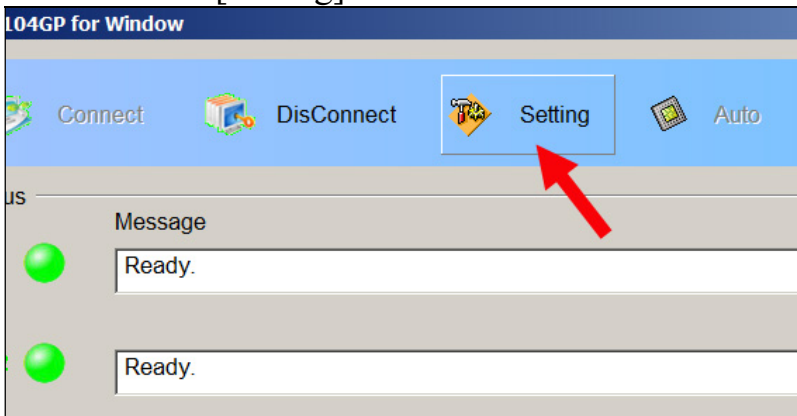 104GP for Window
Connect DisConnect Setting Auto
us
Message
Ready.
Ready.